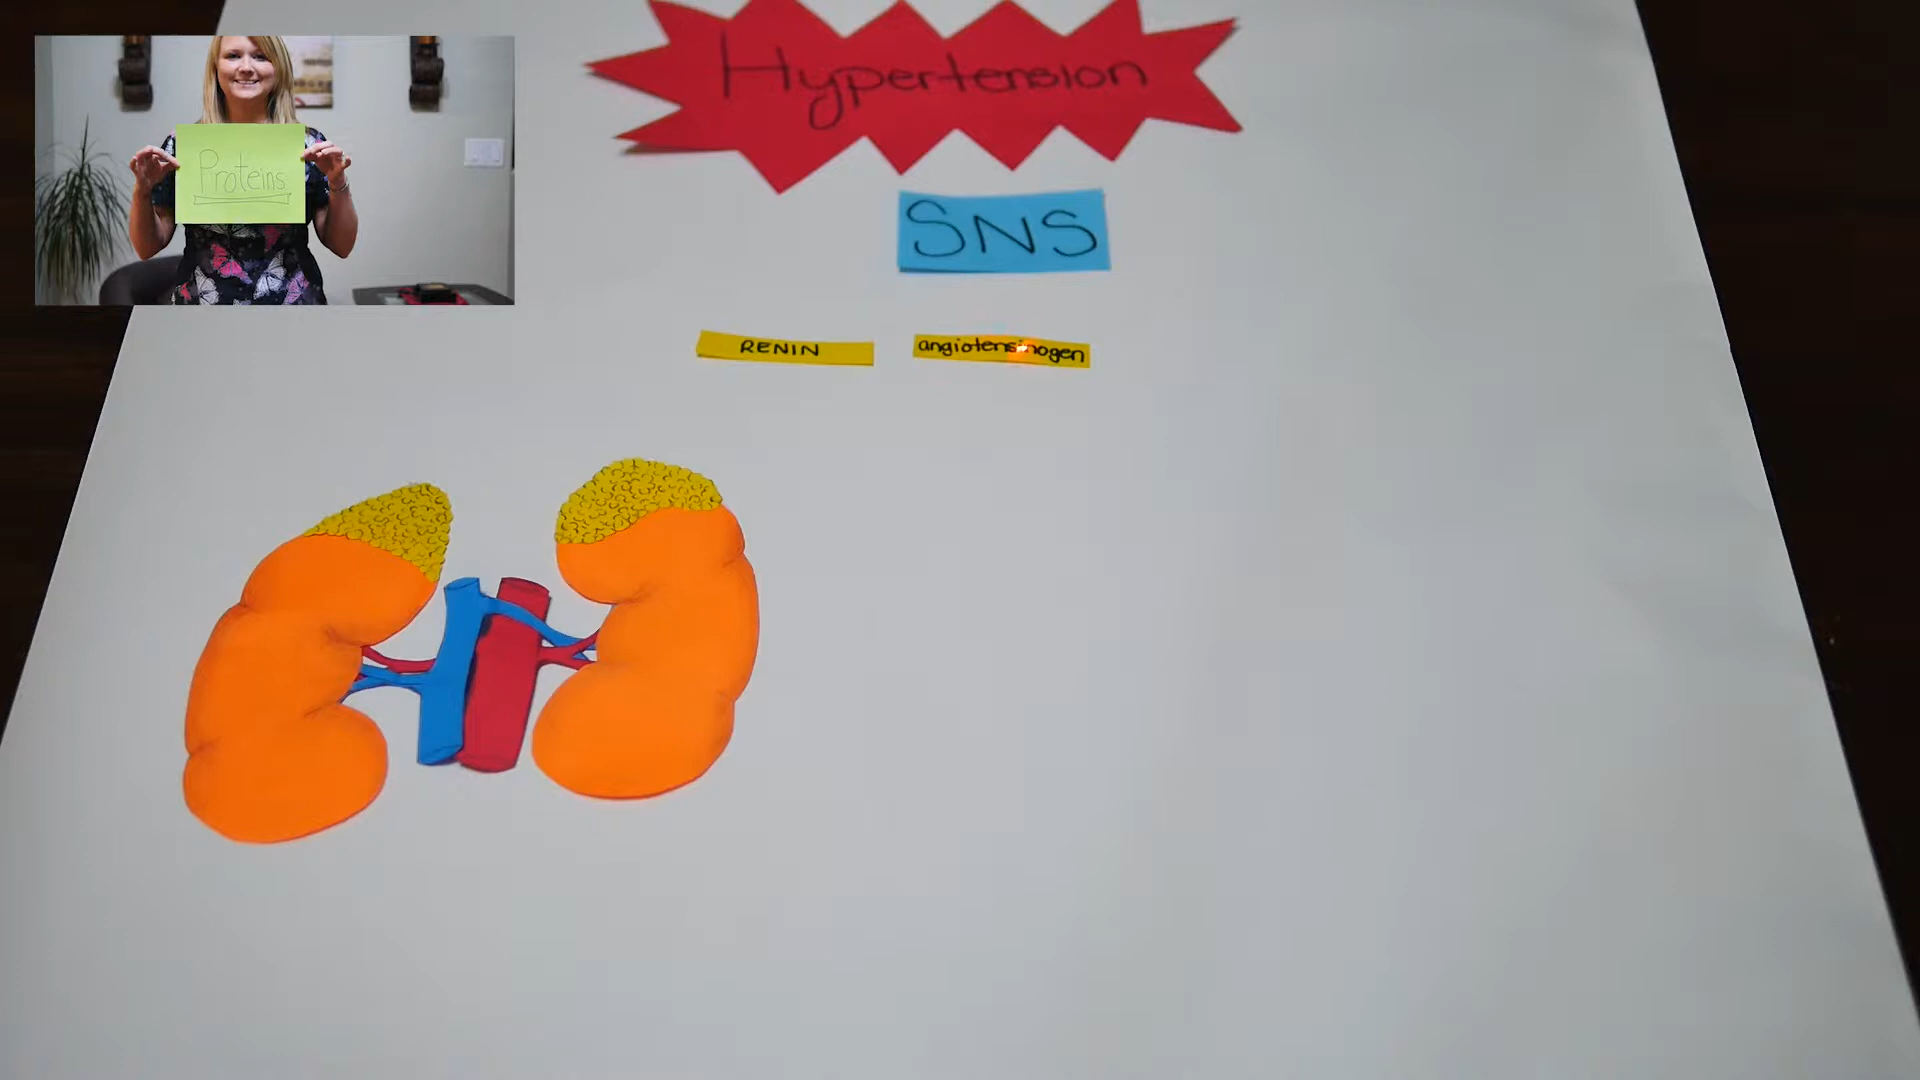 Hypertension
Proteins
SNS
RENIN
angiotensinogen